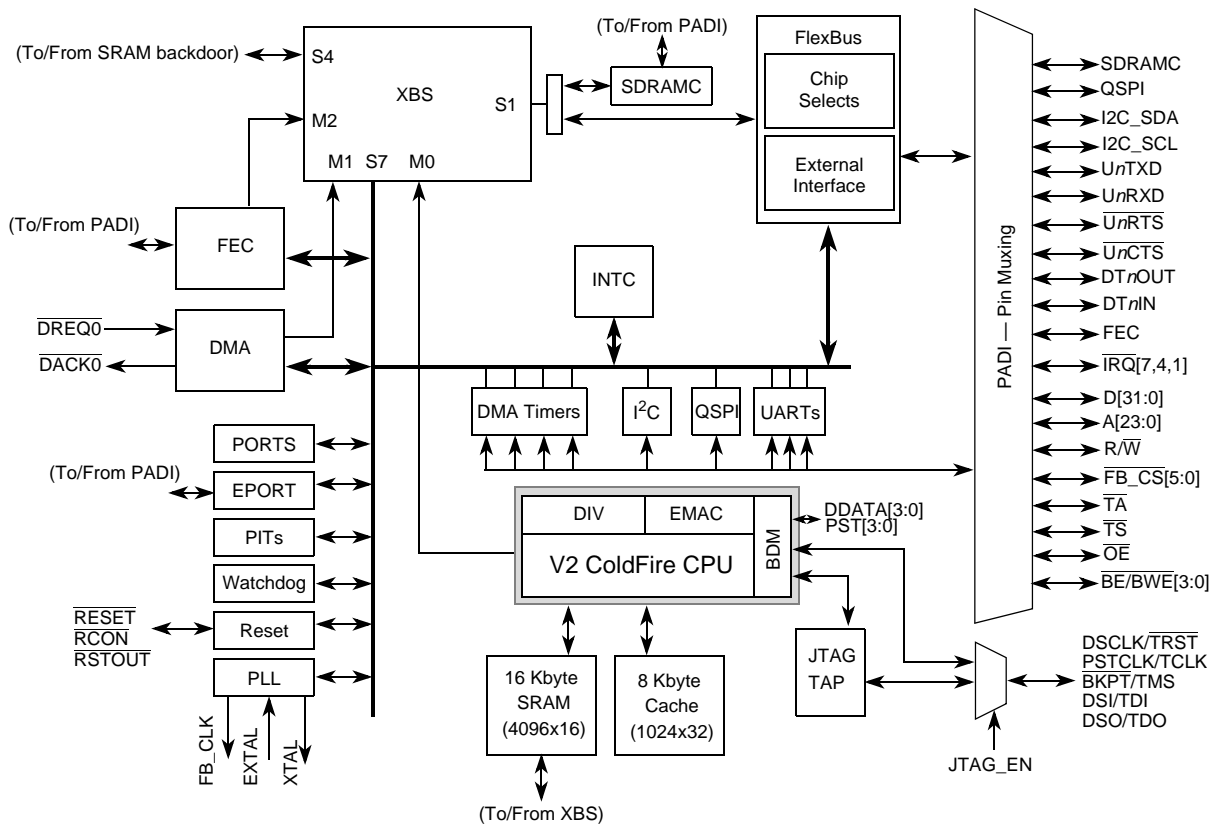 (To/From SRAM backdoor)
S4
XBS
S1
M2
M1 S7 M0
(To/From PADI)
SDRAMC
FlexBus
Chip
Selects
External
Interface
(To/From PADI)
FEC
DREQ0
DACK0
DMA
INTC
DMA Timers
I²C
QSPI
UARTs
PORTS
(To/From PADI)
EPORT
PITs
Watchdog
RESET
RCON
RSTOUT
Reset
PLL
FB_CLK
EXTAL
XTAL
DIV
EMAC
V2 ColdFire CPU
BDM
DDATA[3:0]
PST[3:0]
16 Kbyte
SRAM
(4096x16)
8 Kbyte
Cache
(1024x32)
(To/From XBS)
JTAG
TAP
JTAG_EN
PADI — Pin Muxing
SDRAMC
QSPI
I2C_SDA
I2C_SCL
UnTXD
UnRXD
UnRTS
UnCTS
DTnOUT
DTnIN
FEC
IRQ[7,4,1]
D[31:0]
A[23:0]
R/W
FB_CS[5:0]
TA
TS
OE
BE/BWE[3:0]
DSCLK/TRST
PSTCLK/TCLK
BKPT/TMS
DSI/TDI
DSO/TDO